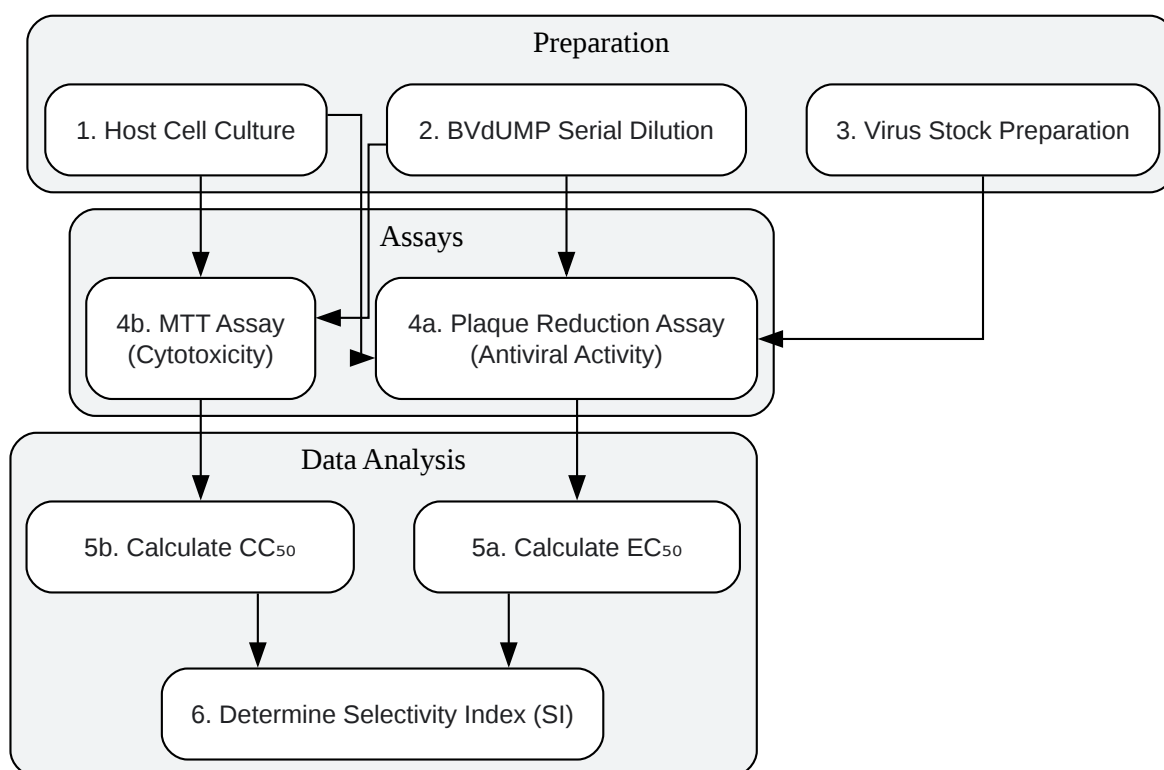 Preparation
1. Host Cell Culture
2. BVdUMP Serial Dilution
3. Virus Stock Preparation
Assays
4b. MTT Assay
(Cytotoxicity)
4a. Plaque Reduction Assay
(Antiviral Activity)
Data Analysis
5b. Calculate CC₅₀
5a. Calculate EC₅₀
6. Determine Selectivity Index (SI)